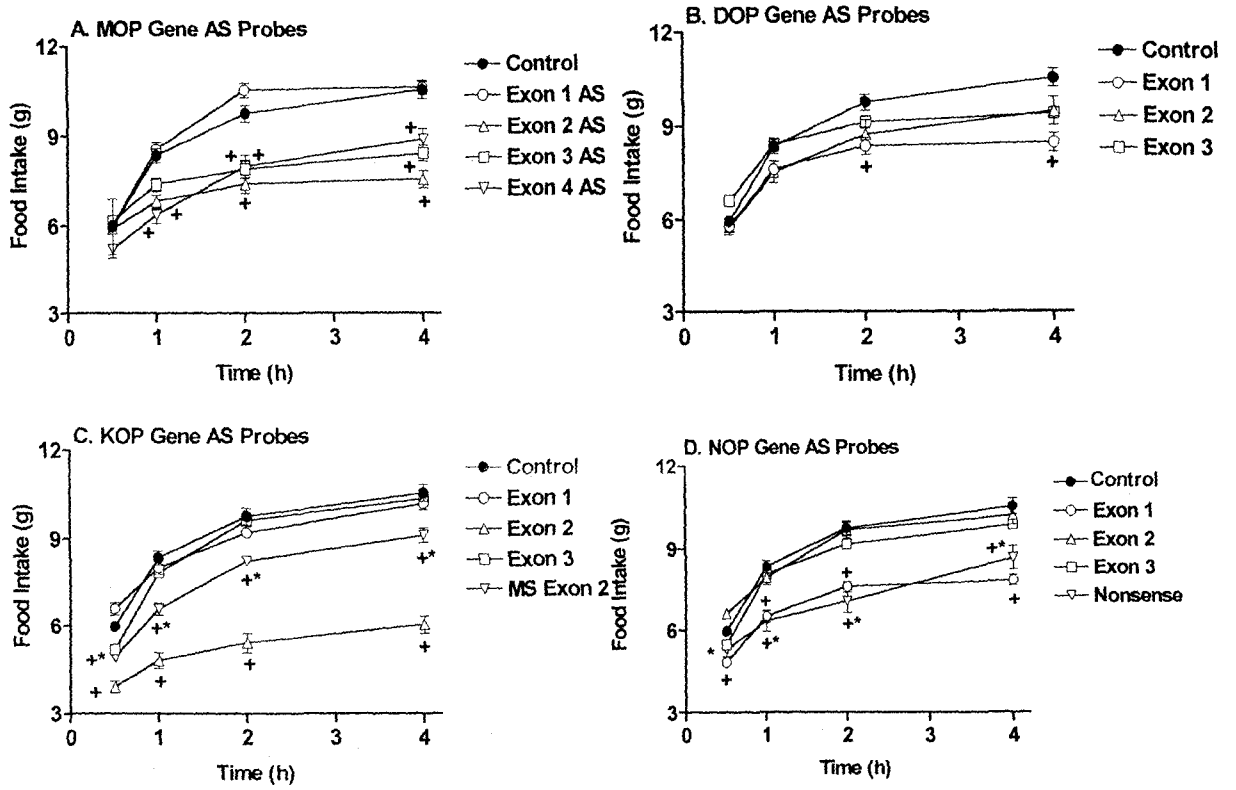 A. MOP Gene AS Probes
12
9
6
3
Food Intake (g)
0
1
2
3
4
Time (h)
Control
Exon 1 AS
Exon 2 AS
Exon 3 AS
Exon 4 AS
+
+
+
+
+
+
+
+
B. DOP Gene AS Probes
12
9
6
3
Food Intake (g)
0
1
2
3
4
Time (h)
Control
Exon 1
Exon 2
Exon 3
+
+
C. KOP Gene AS Probes
12
9
6
3
Food Intake (g)
0
1
2
3
4
Time (h)
Control
Exon 1
Exon 2
Exon 3
MS Exon 2
+*
+*
+*
+*
+
+
+
+
D. NOP Gene AS Probes
12
9
6
3
Food Intake (g)
0
1
2
3
4
Time (h)
Control
Exon 1
Exon 2
Exon 3
Nonsense
+*
+
+
+
*
+*
+*
+